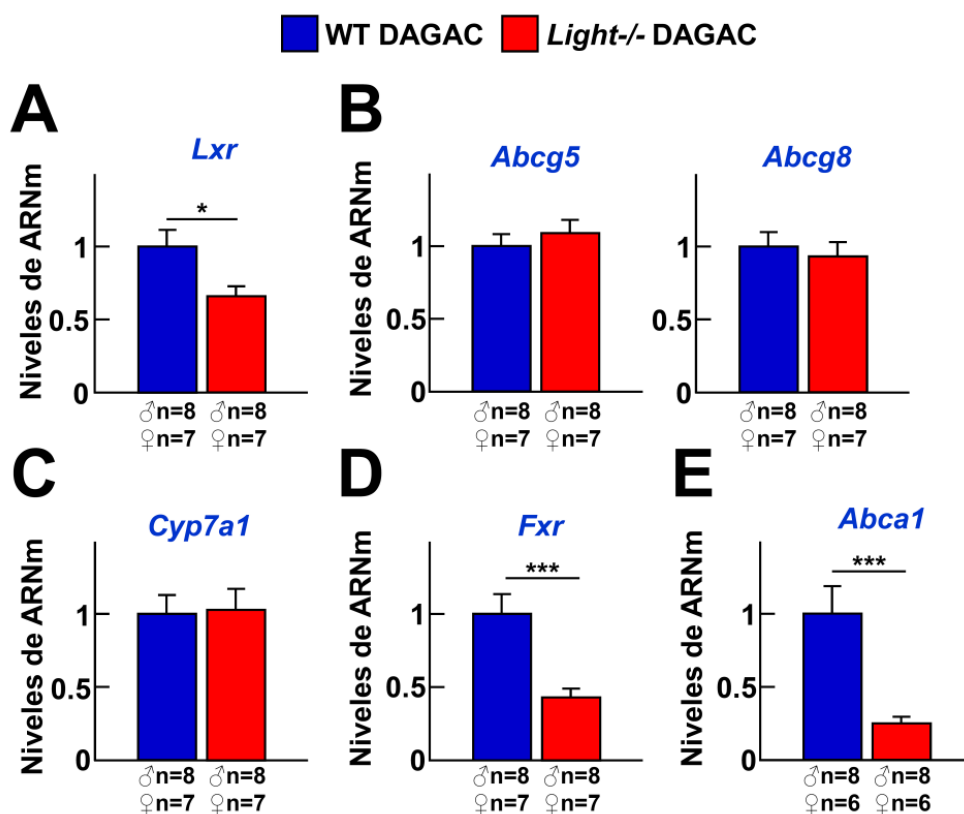 WT DAGAC Light-/- DAGAC
A
Lxr
Niveles de ARNm
1
0.5
0
*
♂n=8 ♂n=8
♀n=7 ♀n=7
B
Abcg5
Niveles de ARNm
1
0.5
0
♂n=8 ♂n=8
♀n=7 ♀n=7
Abcg8
1
0.5
0
♂n=8 ♂n=8
♀n=7 ♀n=7
C
Cyp7a1
Niveles de ARNm
1
0.5
0
♂n=8 ♂n=8
♀n=7 ♀n=7
D
Fxr
Niveles de ARNm
1
0.5
0
***
♂n=8 ♂n=8
♀n=7 ♀n=7
E
Abca1
Niveles de ARNm
1
0.5
0
***
♂n=8 ♂n=8
♀n=6 ♀n=6